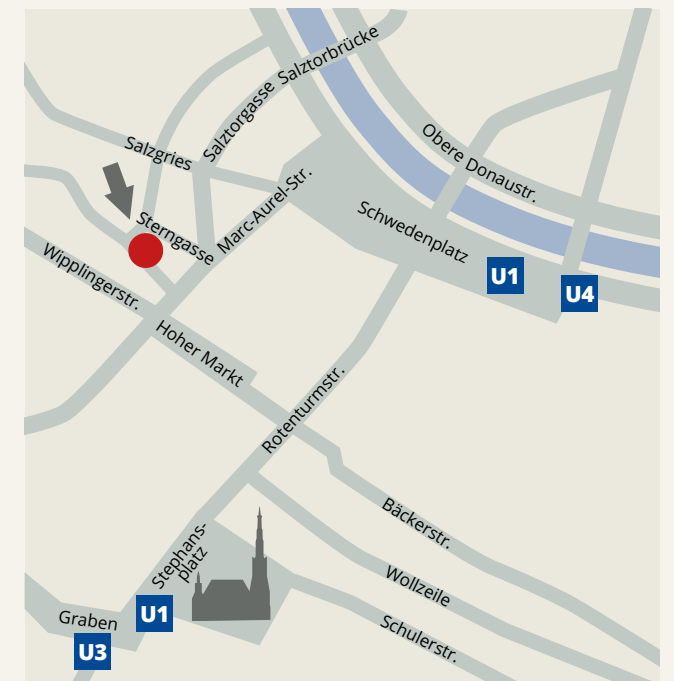 Salztorbrücke
Salztorgasse
Obere Donaustr.
Salzgries
Marc-Aurel-Str.
Sterngasse
Schwedenplatz
Wipplingerstr.
U1
U4
Hoher Markt
Rotenturmstr.
Bäckerstr.
Stephans-
platz
Wollzeile
U1
Graben
Schulerstr.
U3